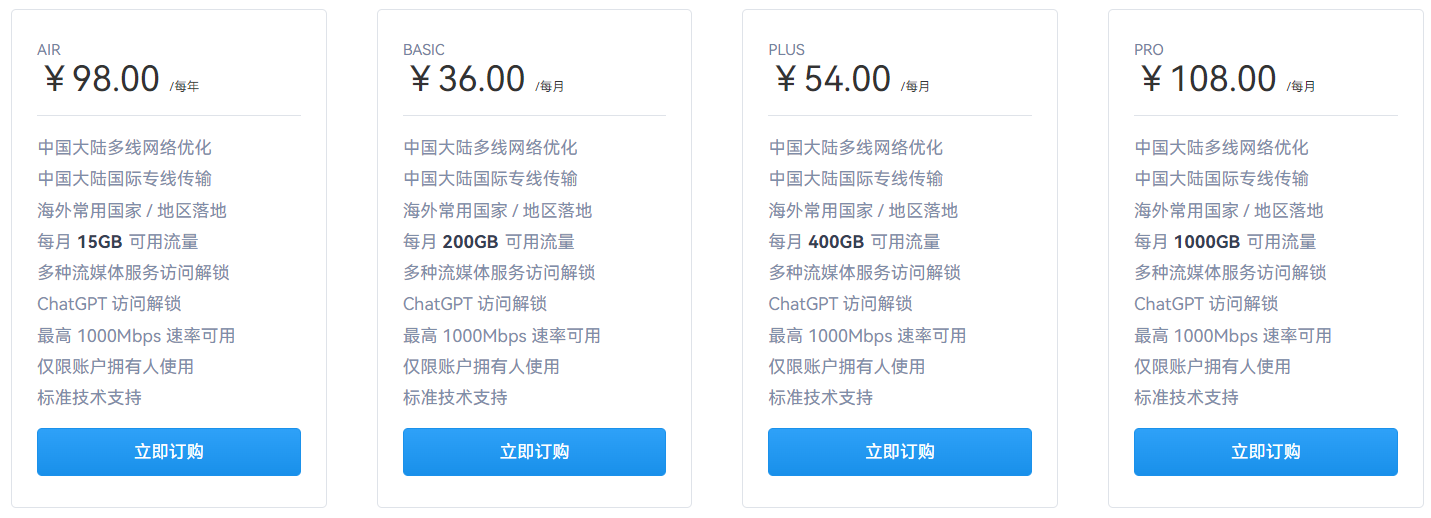 AIR
￥98.00 /每年
中国大陆多线网络优化
中国大陆国际专线传输
海外常用国家 / 地区落地
每月 15GB 可用流量
多种流媒体服务访问解锁
ChatGPT 访问解锁
最高 1000Mbps 速率可用
仅限账户拥有人使用
标准技术支持
立即订购
BASIC
￥36.00 /每月
中国大陆多线网络优化
中国大陆国际专线传输
海外常用国家 / 地区落地
每月 200GB 可用流量
多种流媒体服务访问解锁
ChatGPT 访问解锁
最高 1000Mbps 速率可用
仅限账户拥有人使用
标准技术支持
立即订购
PLUS
￥54.00 /每月
中国大陆多线网络优化
中国大陆国际专线传输
海外常用国家 / 地区落地
每月 400GB 可用流量
多种流媒体服务访问解锁
ChatGPT 访问解锁
最高 1000Mbps 速率可用
仅限账户拥有人使用
标准技术支持
立即订购
PRO
￥108.00 /每月
中国大陆多线网络优化
中国大陆国际专线传输
海外常用国家 / 地区落地
每月 1000GB 可用流量
多种流媒体服务访问解锁
ChatGPT 访问解锁
最高 1000Mbps 速率可用
仅限账户拥有人使用
标准技术支持
立即订购